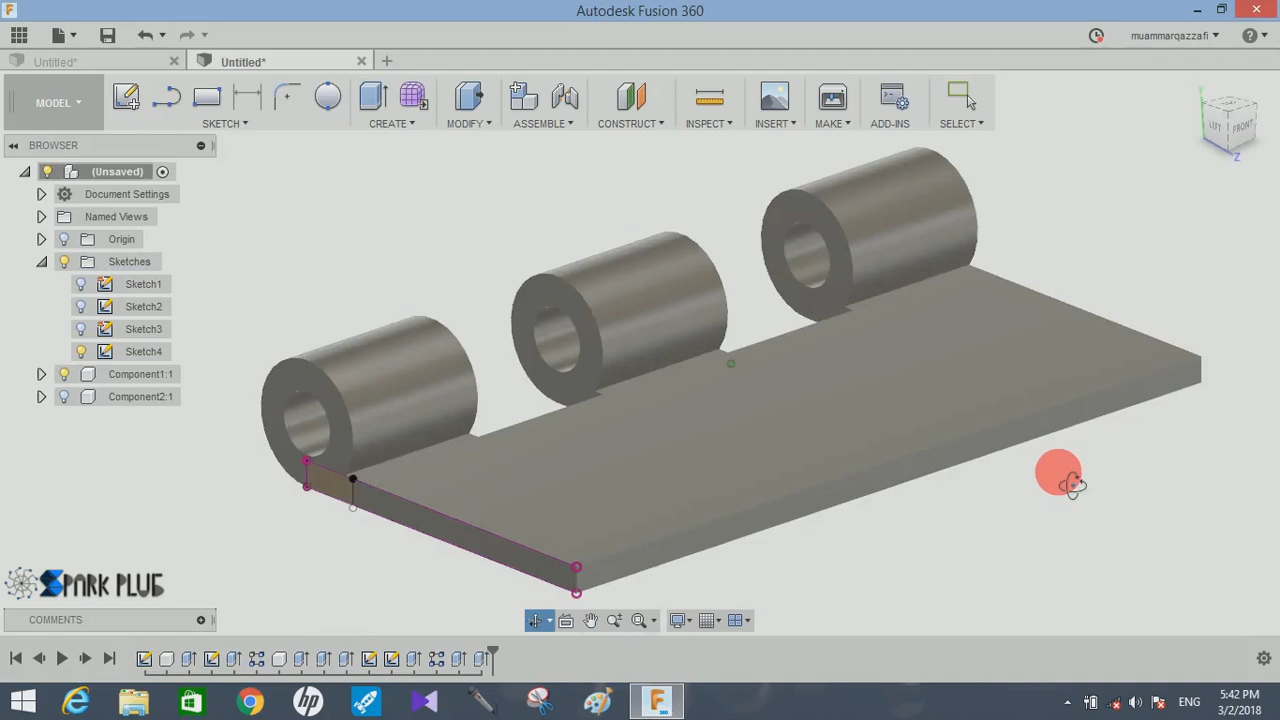 Autodesk Fusion 360
muammarqazzafi
Untitled*
Untitled*
MODEL
SKETCH
CREATE
MODIFY
ASSEMBLE
CONSTRUCT
INSPECT
INSERT
MAKE
ADD-INS
SELECT
BROWSER
(Unsaved)
Document Settings
Named Views
Origin
Sketches
Sketch1
Sketch2
Sketch3
Sketch4
Component1:1
Component2:1
LEFT
FRONT
Y
Z
SPARK PLUG
COMMENTS
ENG
5:42 PM
3/2/2018